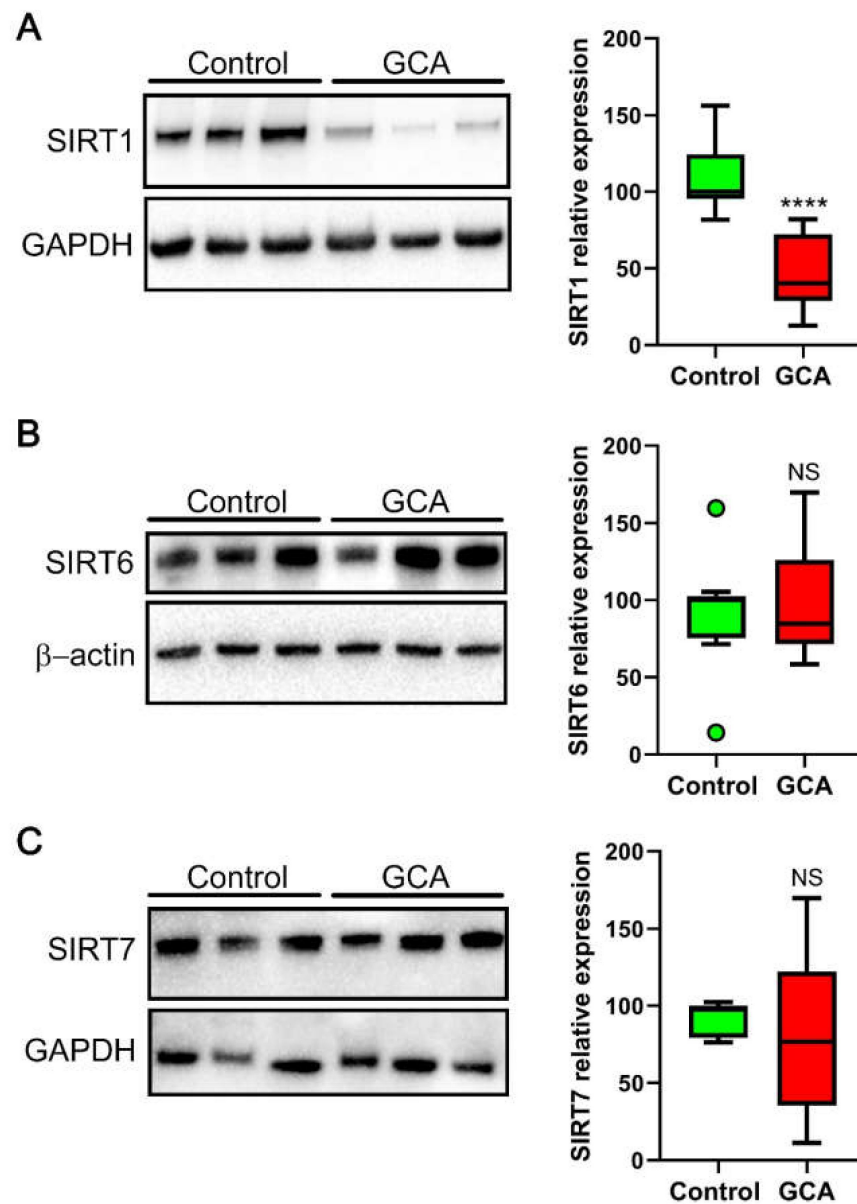 A
Control GCA
SIRT1
GAPDH
SIRT1 relative expression
200
150
100
50
0
****
Control GCA
B
Control GCA
SIRT6
β–actin
SIRT6 relative expression
200
150
100
50
0
NS
Control GCA
C
Control GCA
SIRT7
GAPDH
SIRT7 relative expression
200
150
100
50
0
NS
Control GCA